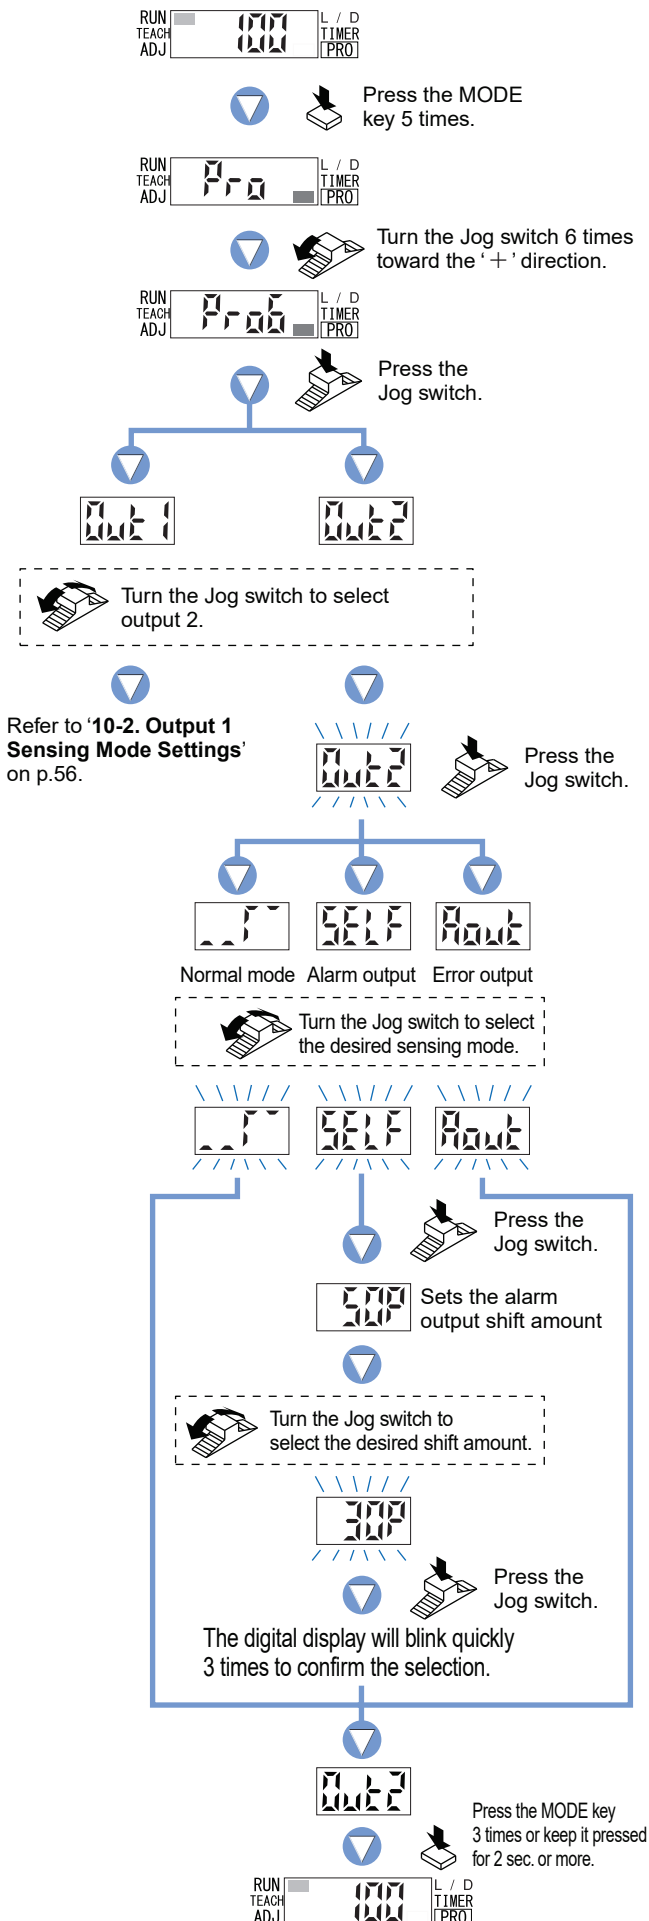 RUN
TEACH
ADJ
100
L / D
TIMER
PRO
Press the MODE
key 5 times.
RUN
TEACH
ADJ
Pro
L / D
TIMER
PRO
Turn the Jog switch 6 times
toward the ‘＋’ direction.
RUN
TEACH
ADJ
Pro6
L / D
TIMER
PRO
Press the
Jog switch.
Out1
Out2
Turn the Jog switch to select
output 2.
Refer to ‘10-2. Output 1
Sensing Mode Settings’
on p.56.
Out2
Press the
Jog switch.
SELF
Aout
Normal mode
Alarm output
Error output
Turn the Jog switch to select
the desired sensing mode.
SELF
Aout
Press the
Jog switch.
50P
Sets the alarm
output shift amount
Turn the Jog switch to
select the desired shift amount.
30P
Press the
Jog switch.
The digital display will blink quickly
3 times to confirm the selection.
Out2
Press the MODE key
3 times or keep it pressed
for 2 sec. or more.
RUN
TEACH
ADJ
100
L / D
TIMER
PRO